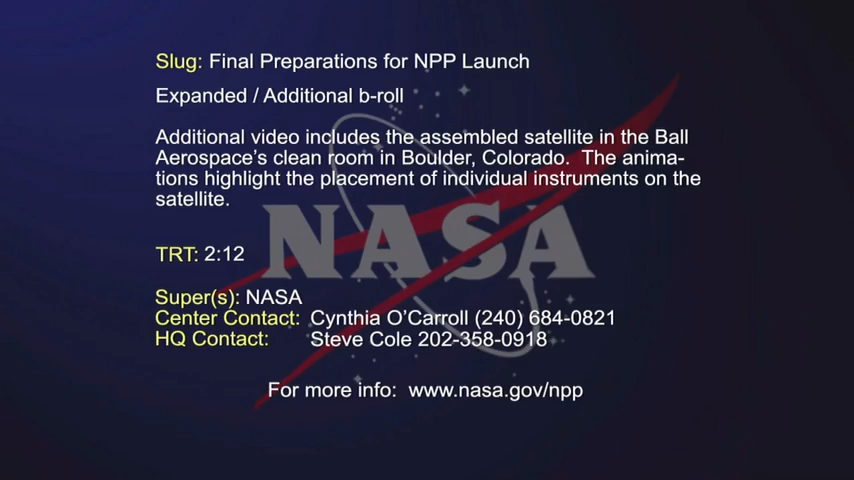 Slug: Final Preparations for NPP Launch
Expanded / Additional b-roll
Additional video includes the assembled satellite in the Ball
Aerospace's clean room in Boulder, Colorado.  The anima-
tions highlight the placement of individual instruments on the
satellite.
NASA
TRT: 2:12
Super(s): NASA
Center Contact: Cynthia O'Carroll (240) 684-0821
HQ Contact: Steve Cole 202-358-0918
For more info: www.nasa.gov/npp